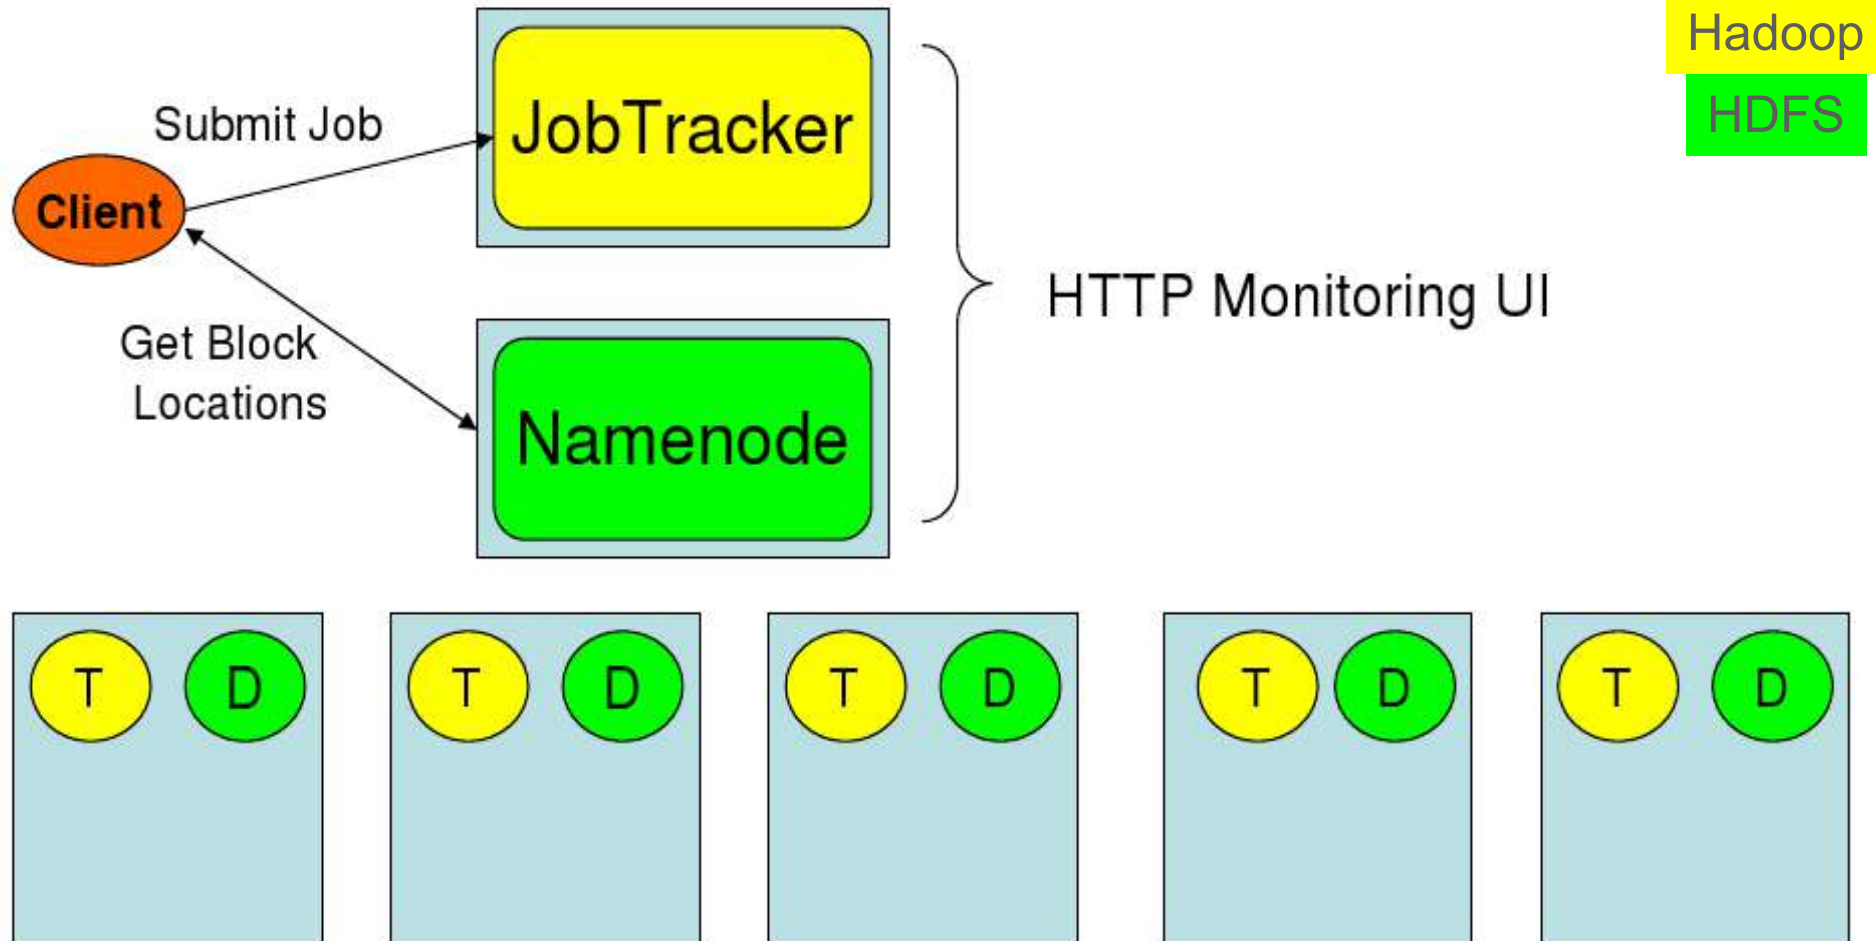 Hadoop
HDFS
Submit Job
JobTracker
Client
HTTP Monitoring UI
Get Block
Locations
Namenode
T D T D T D T D T D